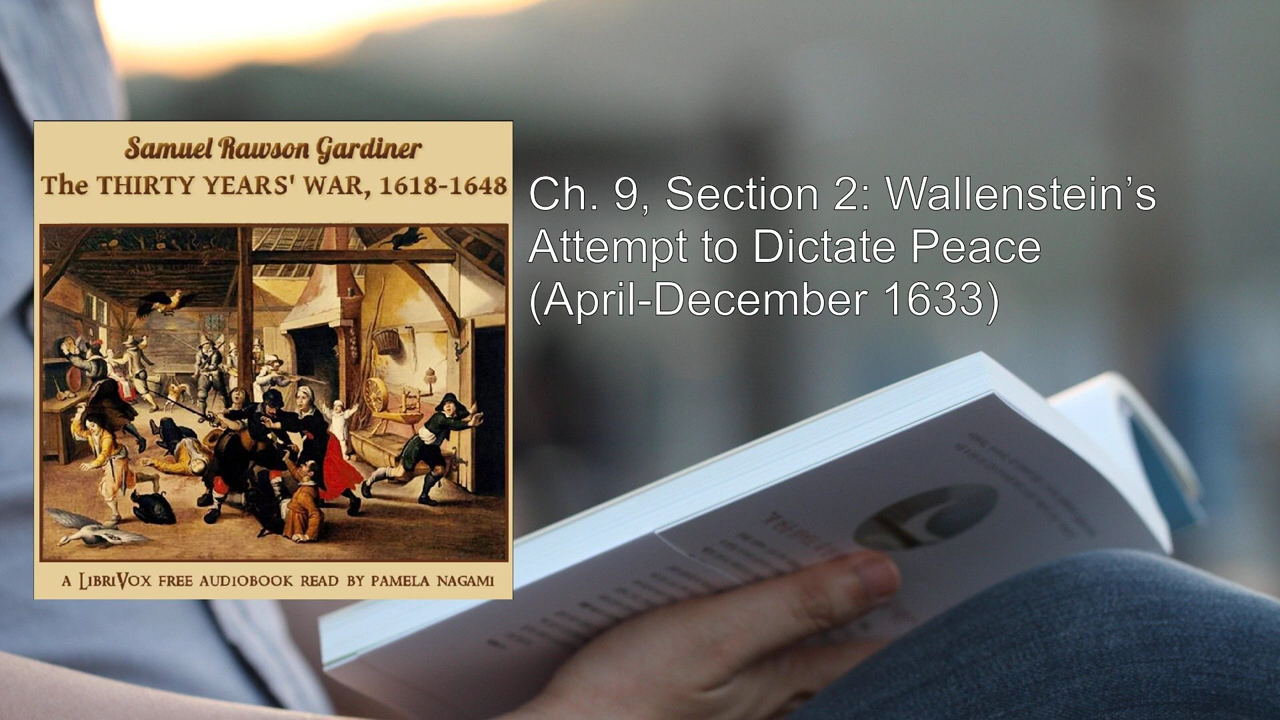 Samuel Rawson Gardiner
The THIRTY YEARS' WAR, 1618-1648
A LIBRIVOX FREE AUDIOBOOK READ BY PAMELA NAGAMI
Ch. 9, Section 2: Wallenstein’s
Attempt to Dictate Peace
(April-December 1633)